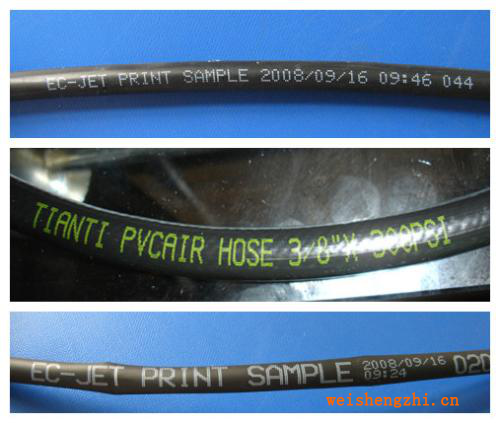 EC-JET PRINT SAMPLE 2008/09/16 09:46 044
TIANTI PVCAIR HOSE 3/8"X 300PSI
EC-JET PRINT SAMPLE 2008/09/16
09:24
D2D
weishengzhi.cn